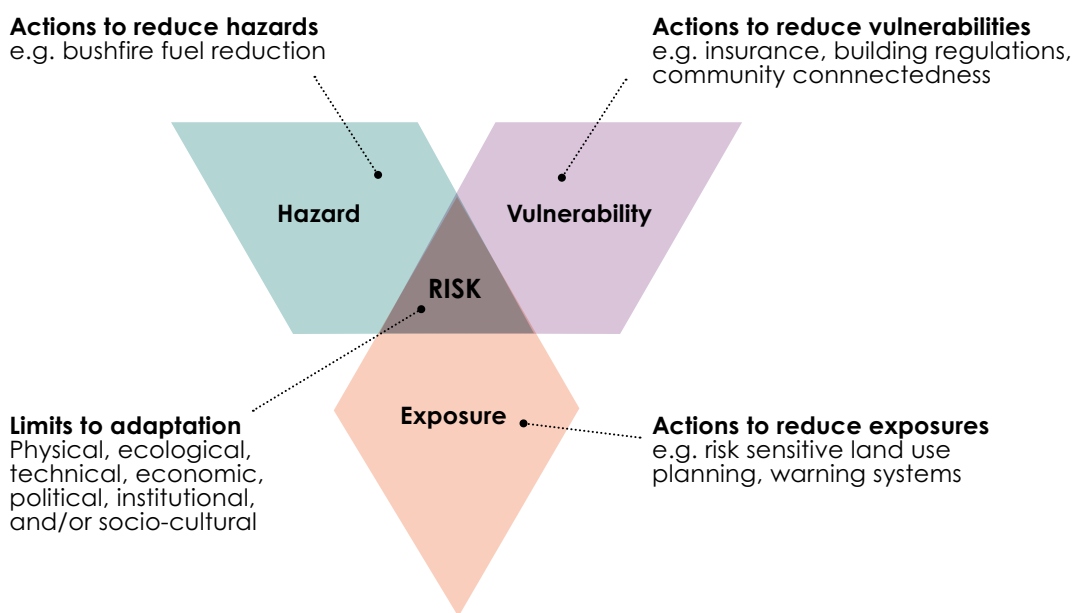 Actions to reduce hazards
e.g. bushfire fuel reduction
Actions to reduce vulnerabilities
e.g. insurance, building regulations,
community connnectedness
Hazard
Vulnerability
RISK
Exposure
Limits to adaptation
Physical, ecological,
technical, economic,
political, institutional,
and/or socio-cultural
Actions to reduce exposures
e.g. risk sensitive land use
planning, warning systems